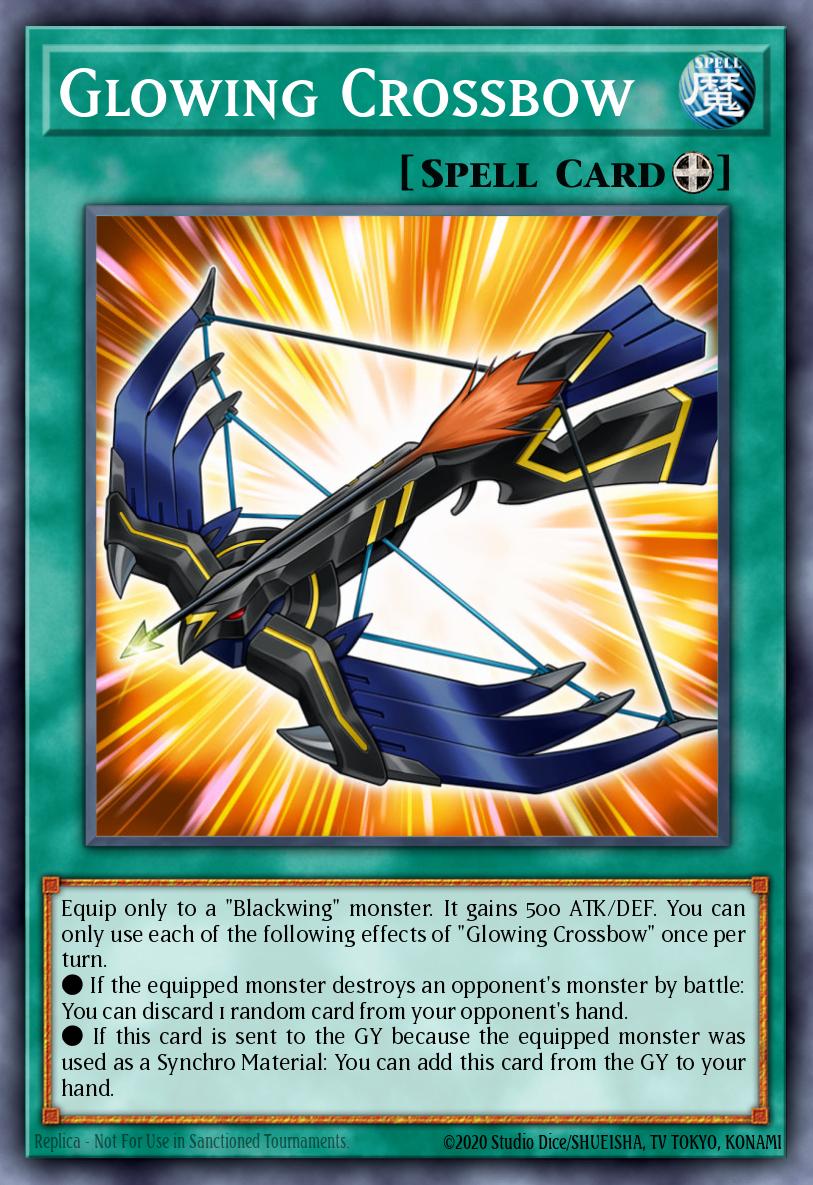 Glowing Crossbow
SPELL
魔
[Spell Card]
Equip only to a "Blackwing" monster. It gains 500 ATK/DEF. You can
only use each of the following effects of "Glowing Crossbow" once per
turn.
● If the equipped monster destroys an opponent's monster by battle:
You can discard 1 random card from your opponent's hand.
● If this card is sent to the GY because the equipped monster was
used as a Synchro Material: You can add this card from the GY to your
hand.
Replica - Not For Use in Sanctioned Tournaments.
©2020 Studio Dice/SHUEISHA, TV TOKYO, KONAMI